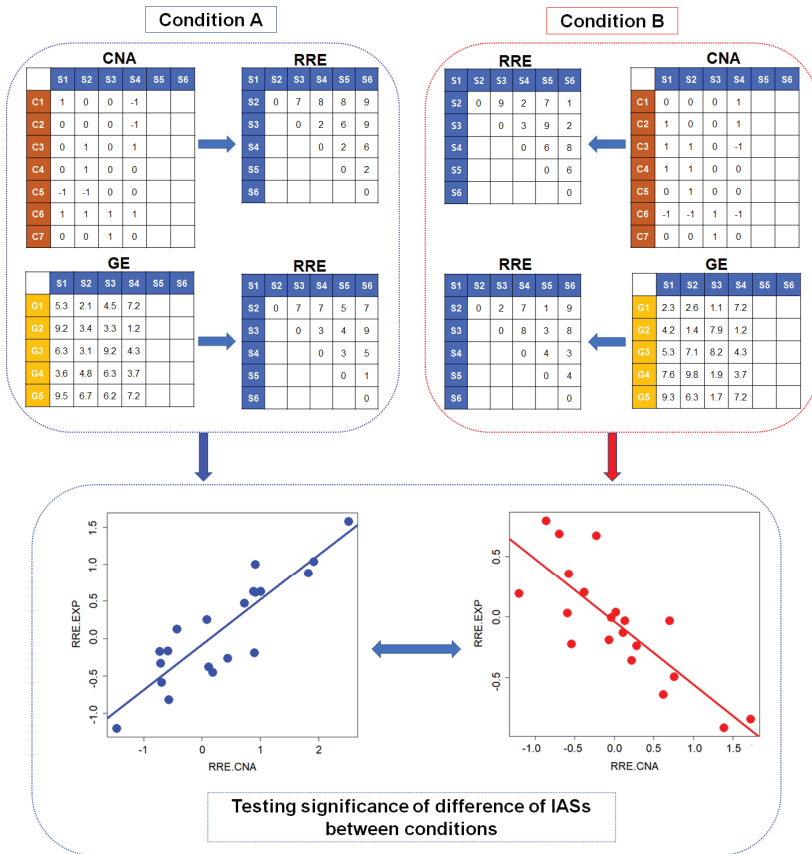 Condition A
Condition B
CNA
S1 S2 S3 S4 S5 S6
C1 1 0 0 -1
C2 0 0 0 -1
C3 0 1 0 1
C4 0 1 0 0
C5 -1 -1 0 0
C6 1 1 1 1
C7 0 0 1 0
RRE
S1 S2 S3 S4 S5 S6
S2 0 7 8 8 9
S3 0 2 6 9
S4 0 2 6
S5 0 2
S6 0
RRE
S1 S2 S3 S4 S5 S6
S2 0 9 2 7 1
S3 0 3 9 2
S4 0 6 8
S5 0 6
S6 0
CNA
S1 S2 S3 S4 S5 S6
C1 0 0 0 1
C2 1 0 0 1
C3 1 1 0 -1
C4 1 1 0 0
C5 0 1 0 0
C6 -1 -1 1 -1
C7 0 0 1 0
GE
S1 S2 S3 S4 S5 S6
G1 5.3 2.1 4.5 7.2
G2 9.2 3.4 3.3 1.2
G3 6.3 3.1 9.2 4.3
G4 3.6 4.8 6.3 3.7
G5 9.5 6.7 6.2 7.2
RRE
S1 S2 S3 S4 S5 S6
S2 0 7 7 5 7
S3 0 3 4 9
S4 0 3 5
S5 0 1
S6 0
RRE
S1 S2 S3 S4 S5 S6
S2 0 2 7 1 9
S3 0 8 3 8
S4 0 4 3
S5 0 4
S6 0
GE
S1 S2 S3 S4 S5 S6
G1 2.3 2.6 1.1 7.2
G2 4.2 1.4 7.9 1.2
G3 5.3 7.1 8.2 4.3
G4 7.6 9.8 1.9 3.7
G5 9.3 6.3 1.7 7.2
RRE.EXP
1.5
1.0
0.5
0.0
-0.5
-1.0
-1 0 1 2
RRE.CNA
RRE.EXP
0.5
0.0
-0.5
-1.0 -0.5 0.0 0.5 1.0 1.5
RRE.CNA
Testing significance of difference of IASs
between conditions